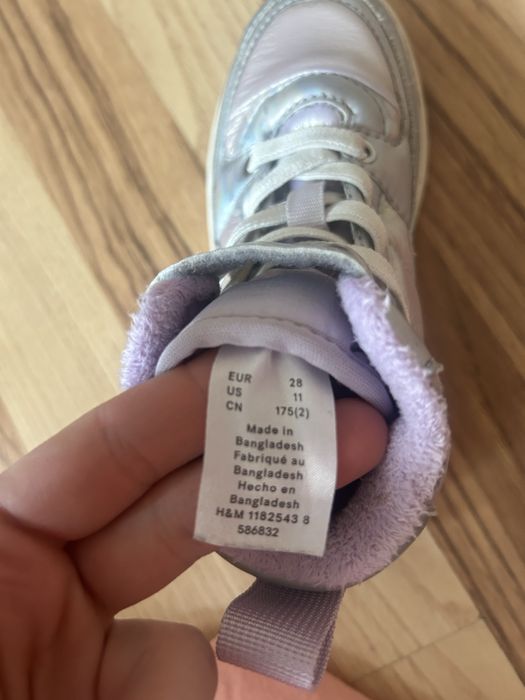 EUR 28
US 11
CN 175(2)
Made in
Bangladesh
Fabriqué au
Bangladesh
Hecho en
Bangladesh
H&M 1182543 8
586832